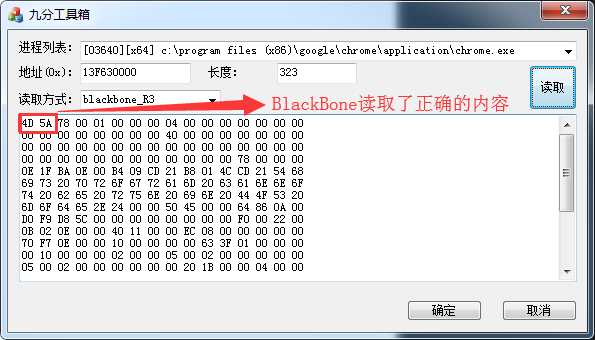 九分工具箱
进程列表: [03640][x64] c:\program files (x86)\google\chrome\application\chrome.exe
地址(0x): 13F630000 长度: 323
读取
读取方式: blackbone_R3
BlackBone读取了正确的内容
4D 5A 78 00 01 00 00 00 04 00 00 00 00 00 00 00
00 00 00 00 00 00 00 00 40 00 00 00 00 00 00 00
00 00 00 00 00 00 00 00 00 00 00 00 00 00 00 00
00 00 00 00 00 00 00 00 00 00 00 00 78 00 00 00
0E 1F BA 0E 00 B4 09 CD 21 B8 01 4C CD 21 54 68
69 73 20 70 72 6F 67 72 61 6D 20 63 61 6E 6E 6F
74 20 62 65 20 72 75 6E 20 69 6E 20 44 4F 53 20
6D 6F 64 65 2E 24 00 00 50 45 00 00 64 86 0A 00
D0 F9 D8 5C 00 00 00 00 00 00 00 00 F0 00 22 00
0B 02 0E 00 00 40 11 00 00 EC 08 00 00 00 00 00
70 F7 0E 00 00 10 00 00 00 00 63 3F 01 00 00 00
00 10 00 00 00 02 00 00 05 00 02 00 00 00 00 00
05 00 02 00 00 00 00 00 00 20 1B 00 00 04 00 00
确定 取消